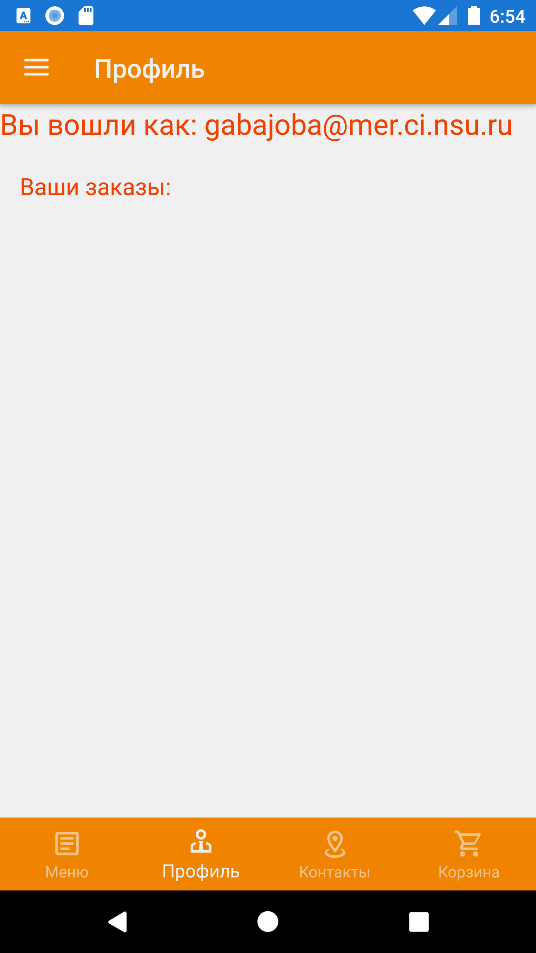 6:54
Профиль
Вы вошли как: gabajoba@mer.ci.nsu.ru
Ваши заказы:
Меню
Профиль
Контакты
Корзина